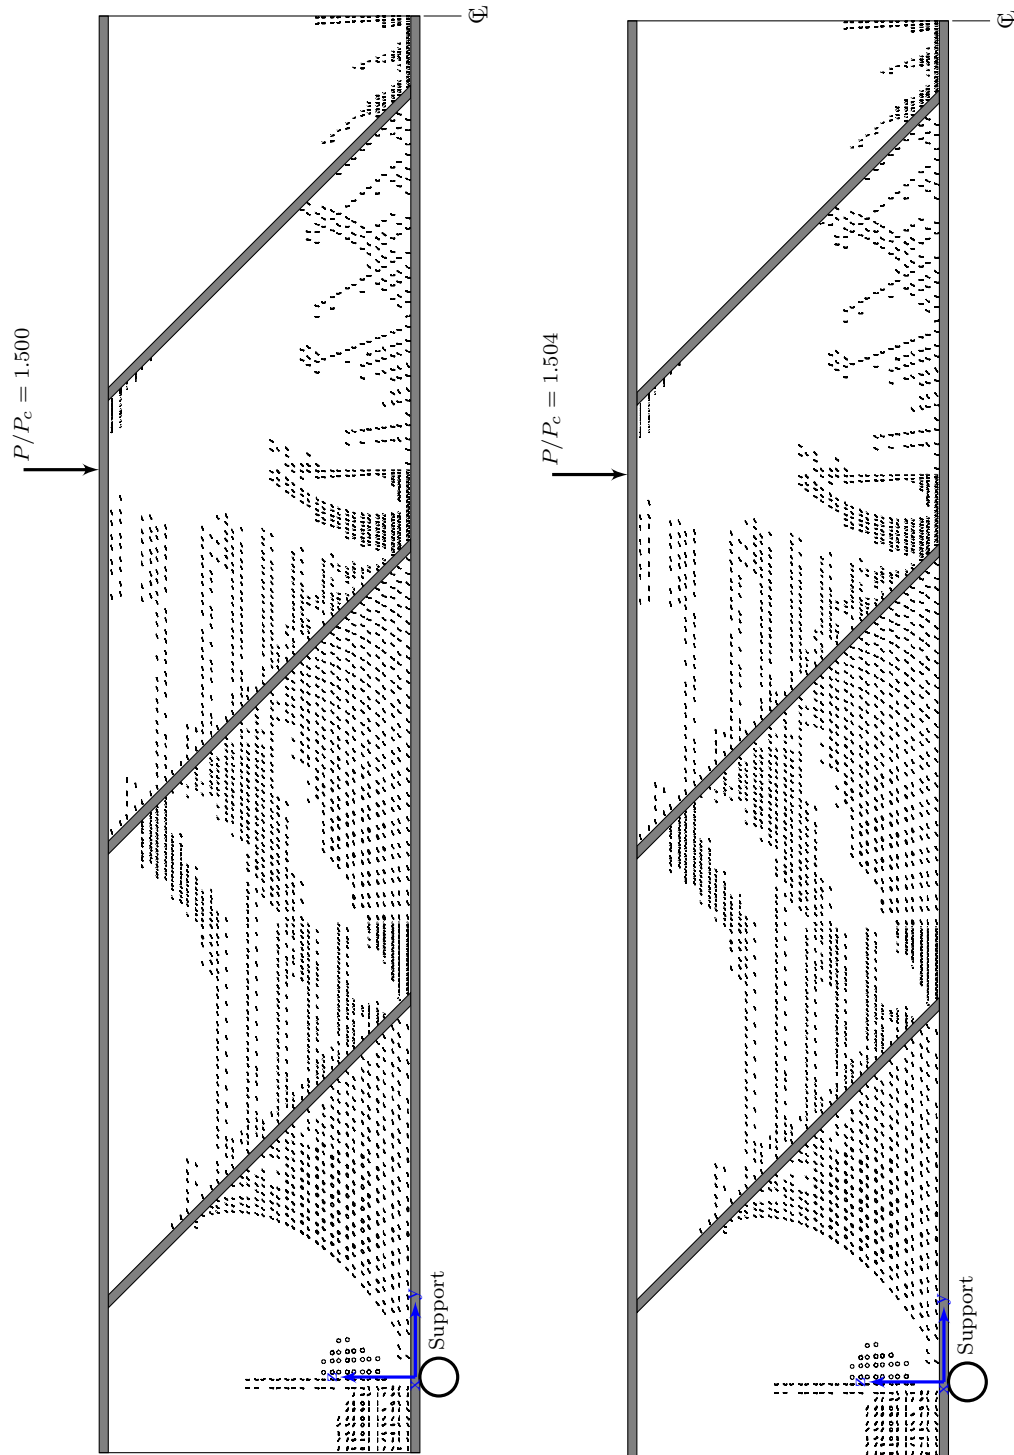 P/P_c = 1.500
℄
Support
z
y
x
P/P_c = 1.504
℄
Support
z
y
x